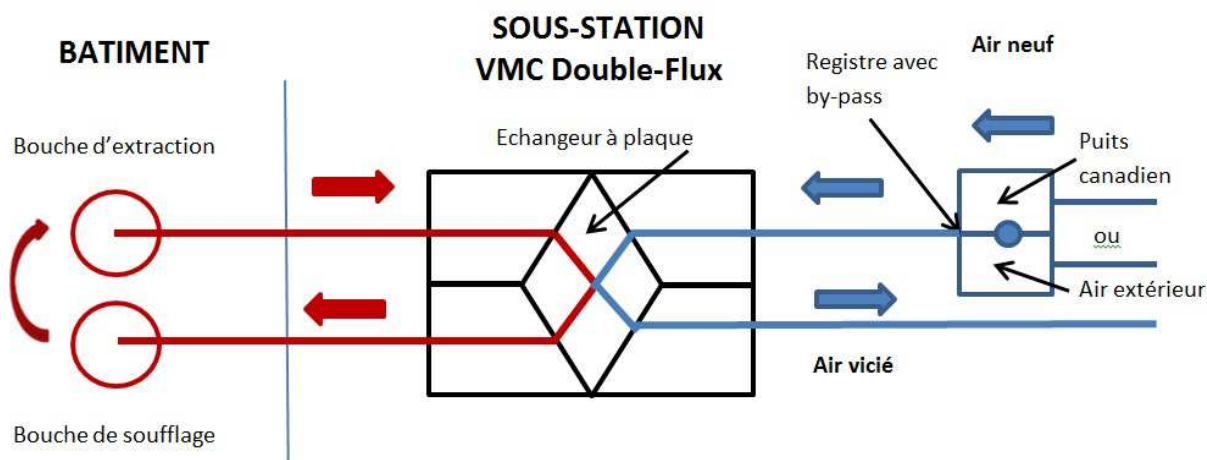 BATIMENT
SOUS-STATION
VMC Double-Flux
Air neuf
Registre avec
by-pass
Bouche d'extraction
Echangeur à plaque
Puits
canadien
ou
Air extérieur
Air vicié
Bouche de soufflage